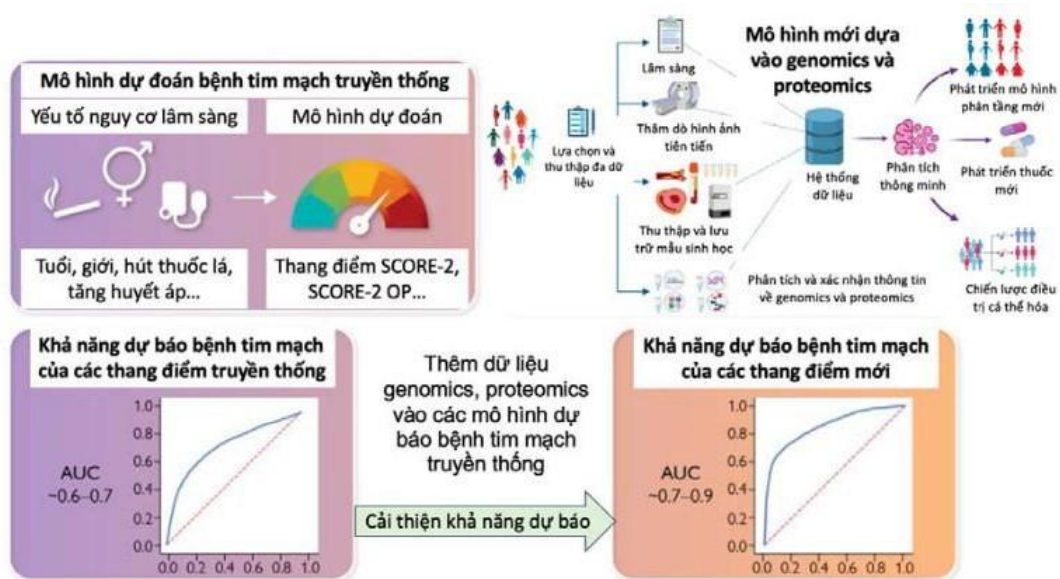 Mô hình dự đoán bệnh tim mạch truyền thống
Yếu tố nguy cơ lâm sàng
Mô hình dự đoán
Tuổi, giới, hút thuốc lá,
tăng huyết áp...
Thang điểm SCORE-2,
SCORE-2 OP...
Mô hình mới dựa
vào genomics và
proteomics
Lựa chọn và
thu thập đa dữ
liệu
Lâm sàng
Thăm dò hình ảnh
tiên tiến
Thu thập và lưu
trữ mẫu sinh học
Phân tích và xác nhận thông tin
về genomics và proteomics
Hệ thống
dữ liệu
Phân tích
thông minh
Phát triển mô hình
phân tầng mới
Phát triển thuốc
mới
Chiến lược điều
trị cá thể hóa
Khả năng dự báo bệnh tim mạch
của các thang điểm truyền thống
AUC
~0.6–0.7
1.0
0.8
0.6
0.4
0.2
0.0
0.0 0.2 0.4 0.6 0.8 1.0
Thêm dữ liệu
genomics, proteomics
vào các mô hình dự
báo bệnh tim mạch
truyền thống
Cải thiện khả năng dự báo
Khả năng dự báo bệnh tim mạch
của các thang điểm mới
AUC
~0.7–0.9
1.0
0.8
0.6
0.4
0.2
0.0
0.0 0.2 0.4 0.6 0.8 1.0